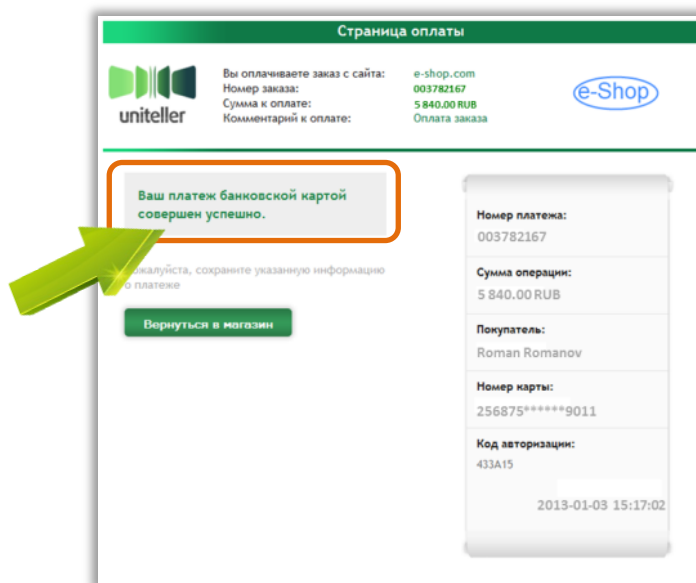 Страница оплаты
uniteller
Вы оплачиваете заказ с сайта: e-shop.com
Номер заказа: 003782167
Сумма к оплате: 5 840.00 RUB
Комментарий к оплате: Оплата заказа
e-Shop
Ваш платеж банковской картой
совершен успешно.
Пожалуйста, сохраните указанную информацию
о платеже
Вернуться в магазин
Номер платежа:
003782167
Сумма операции:
5 840.00 RUB
Покупатель:
Roman Romanov
Номер карты:
256875******9011
Код авторизации:
433A15
2013-01-03 15:17:02